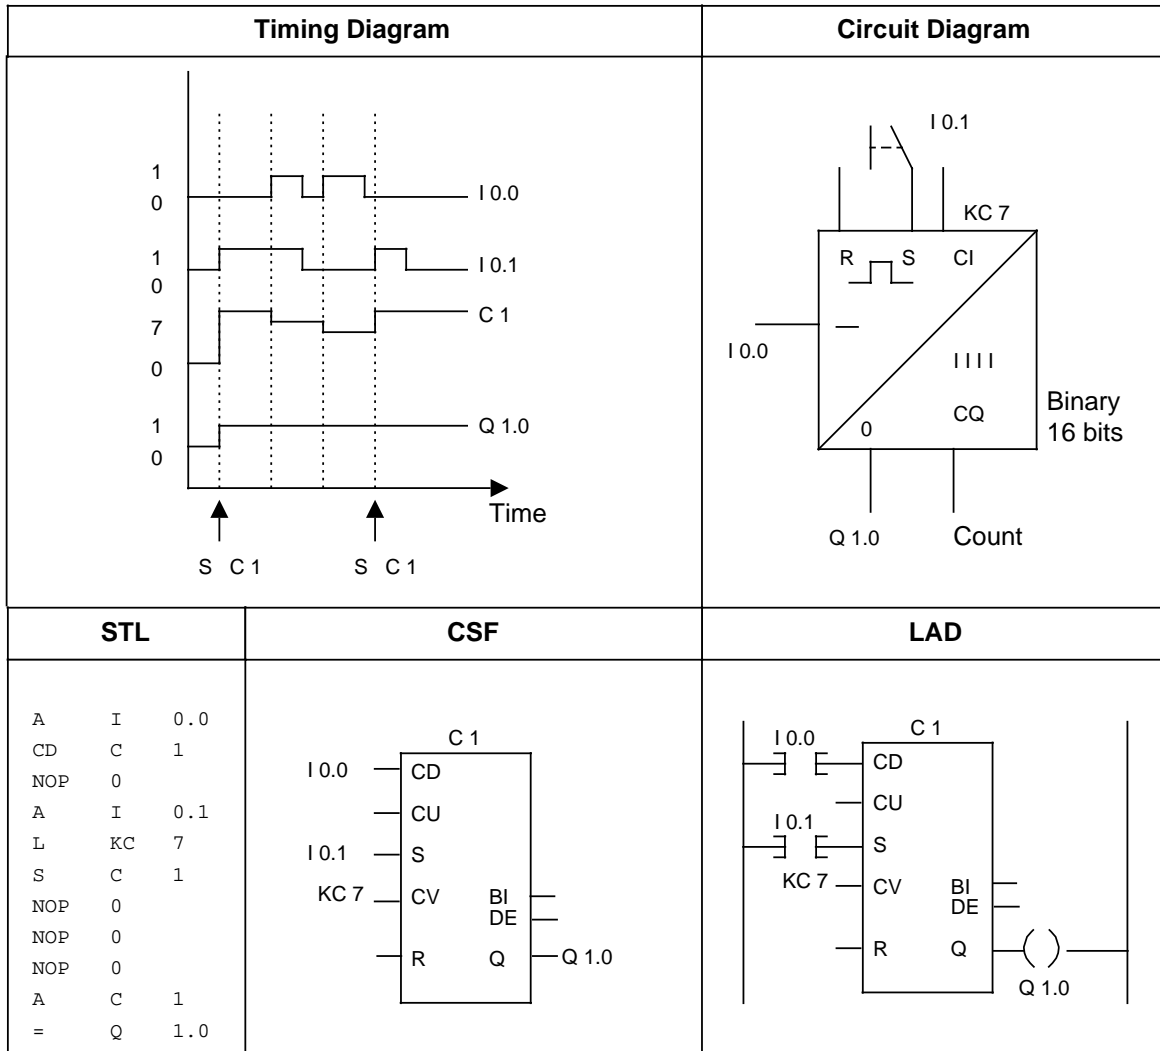 Timing Diagram
Circuit Diagram
1
0
I 0.0
1
0
I 0.1
7
0
C 1
1
0
Q 1.0
Time
S C 1
S C 1
I 0.1
KC 7
R S CI
I 0.0
I I I I
CQ
0
Binary
16 bits
Q 1.0
Count
STL
CSF
LAD
A I 0.0
CD C 1
NOP 0
A I 0.1
L KC 7
S C 1
NOP 0
NOP 0
NOP 0
A C 1
= Q 1.0
C 1
I 0.0 CD
CU
I 0.1 S
KC 7 CV BI
DE
R Q Q 1.0
C 1
I 0.0
CD
CU
I 0.1
S
KC 7 CV BI
DE
R Q
Q 1.0